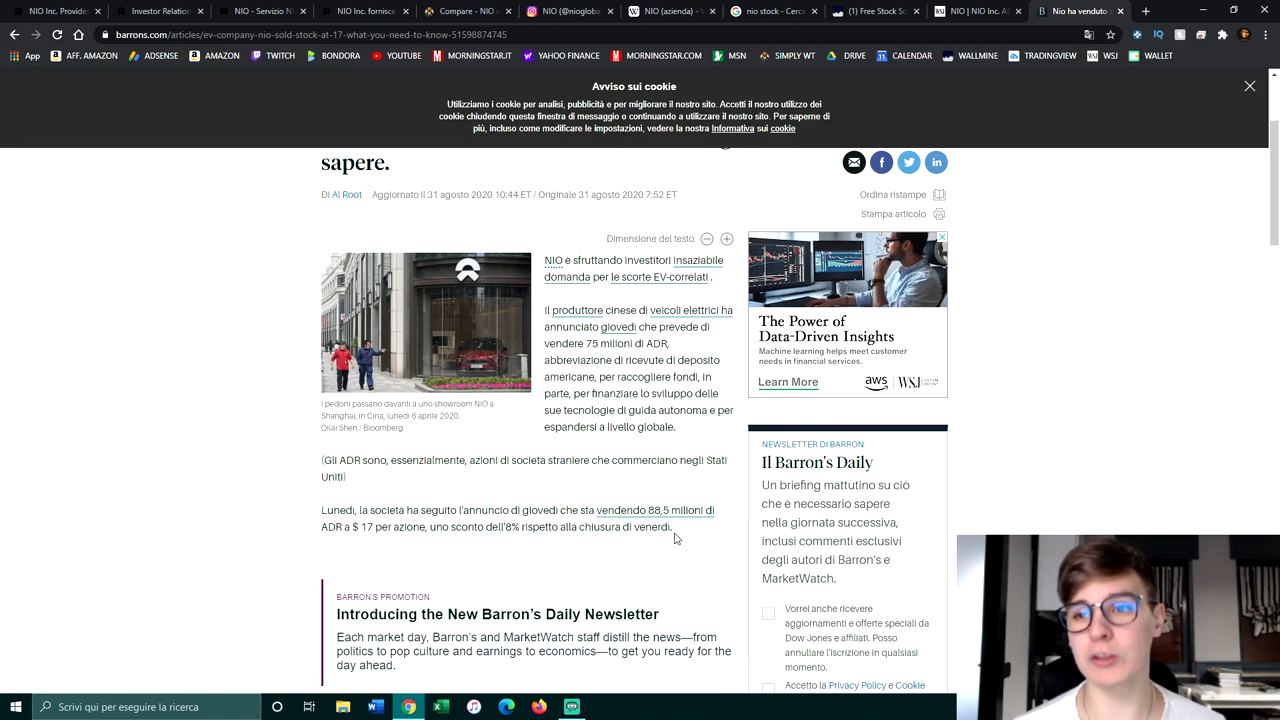 NIO Inc. Provides
Investor Relatio
NIO - Servizio N
NIO Inc. fornisce
Compare - NIO v
NIO (@nioglobal
NIO (azienda) - W
nio stock - Cerca
(1) Free Stock Sc
NIO | NIO Inc. AD
Nio ha venduto a
barrons.com/articles/ev-company-nio-sold-stock-at-17-what-you-need-to-know-51598874745
App AFF. AMAZON ADSENSE AMAZON TWITCH BONDORA YOUTUBE MORNINGSTAR.IT YAHOO FINANCE MORNINGSTAR.COM MSN SIMPLY WT DRIVE CALENDAR WALLMINE TRADINGVIEW WSJ WALLET
Avviso sui cookie
Utilizziamo i cookie per analisi, pubblicità e per migliorare il nostro sito. Accetti il nostro utilizzo dei
cookie chiudendo questa finestra di messaggio o continuando a utilizzare il nostro sito. Per saperne di
più, incluso come modificare le impostazioni, vedere la nostra Informativa sui cookie
sapere.
Di Al Root Aggiornato il 31 agosto 2020 10:44 ET / Originale 31 agosto 2020 7:52 ET
Ordina ristampe
Stampa articolo
Dimensione del testo
NIO e sfruttando investitori insaziabile
domanda per le scorte EV-correlati .
Il produttore cinese di veicoli elettrici ha
annunciato giovedì che prevede di
vendere 75 milioni di ADR,
abbreviazione di ricevute di deposito
americane, per raccogliere fondi, in
parte, per finanziare lo sviluppo delle
sue tecnologie di guida autonoma e per
espandersi a livello globale.
I pedoni passano davanti a uno showroom NIO a
Shanghai, in Cina, lunedì 6 aprile 2020.
Qilai Shen / Bloomberg
(Gli ADR sono, essenzialmente, azioni di società straniere che commerciano negli Stati
Uniti)
Lunedì, la società ha seguito l'annuncio di giovedì che sta vendendo 88,5 milioni di
ADR a $ 17 per azione, uno sconto dell'8% rispetto alla chiusura di venerdì.
BARRON'S PROMOTION
Introducing the New Barron's Daily Newsletter
Each market day, Barron's and MarketWatch staff distill the news—from
politics to pop culture and earnings to economics—to get you ready for the
day ahead.
The Power of
Data-Driven Insights
Machine learning helps meet customer
needs in financial services.
Learn More
aws WSJ CUSTOM CONTENT
NEWSLETTER DI BARRON
Il Barron's Daily
Un briefing mattutino su ciò
che è necessario sapere
nella giornata successiva,
inclusi commenti esclusivi
degli autori di Barron's e
MarketWatch.
Vorrei anche ricevere
aggiornamenti e offerte speciali da
Dow Jones e affiliati. Posso
annullare l'iscrizione in qualsiasi
momento.
Accetto la Privacy Policy e Cookie
Scrivi qui per eseguire la ricerca